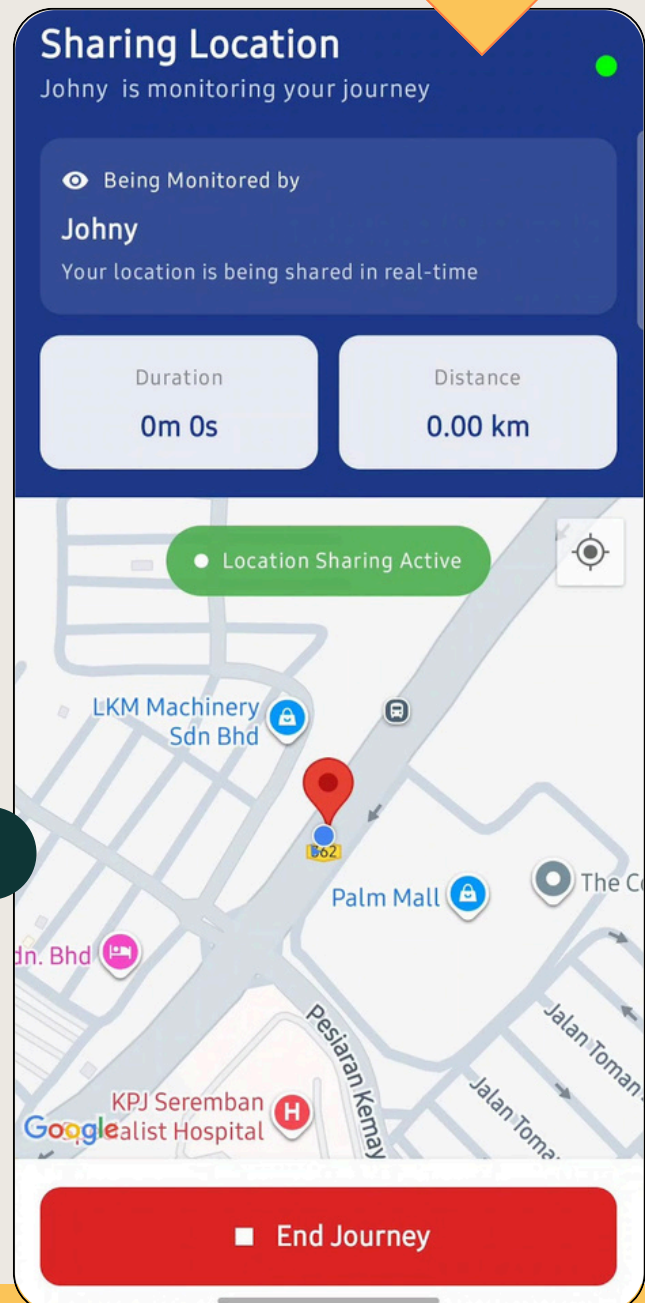 Sharing Location
Johny is monitoring your journey
Being Monitored by
Johny
Your location is being shared in real-time
Duration
0m 0s
Distance
0.00 km
Location Sharing Active
LKM Machinery
Sdn Bhd
Palm Mall
The
dn. Bhd
Pesiaran Kemay
Jalan Toman
Jalan Toma
KPJ Seremban
Google alist Hospital
End Journey